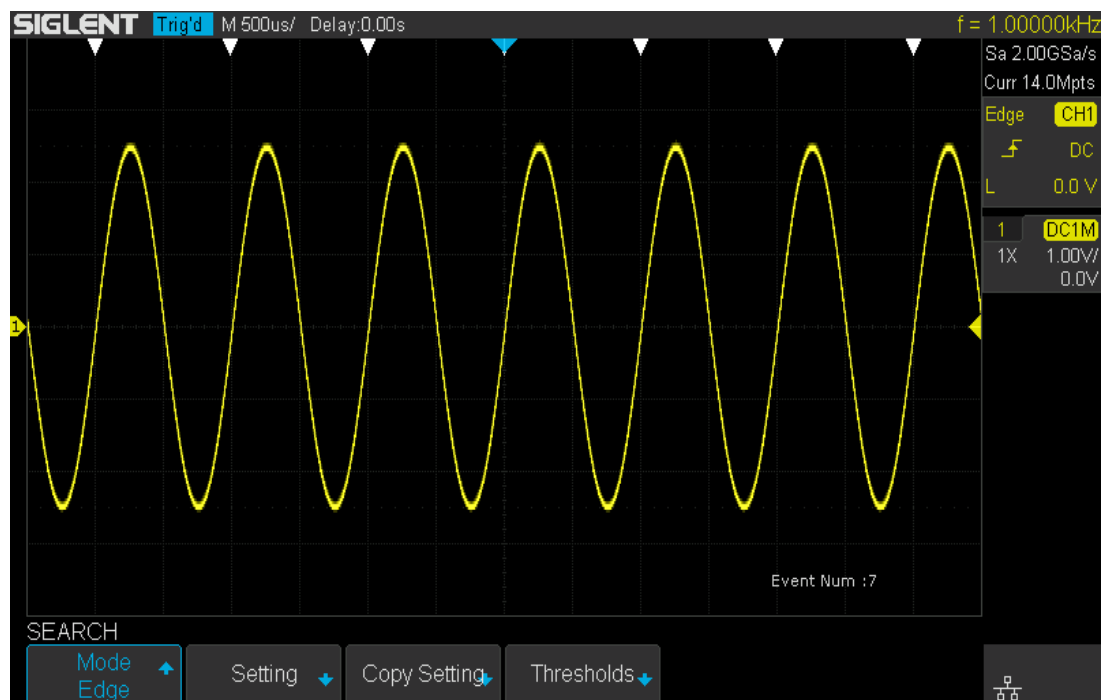 SIGLENT Trig'd M 500us/ Delay:0.00s f = 1.00000kHz
Sa 2.00GSa/s
Curr 14.0Mpts
Edge CH1
DC
L 0.0 V
1 DC1M
1X 1.00V/
0.0V
1
Event Num :7
SEARCH
Mode
Edge
Setting
Copy Setting
Thresholds